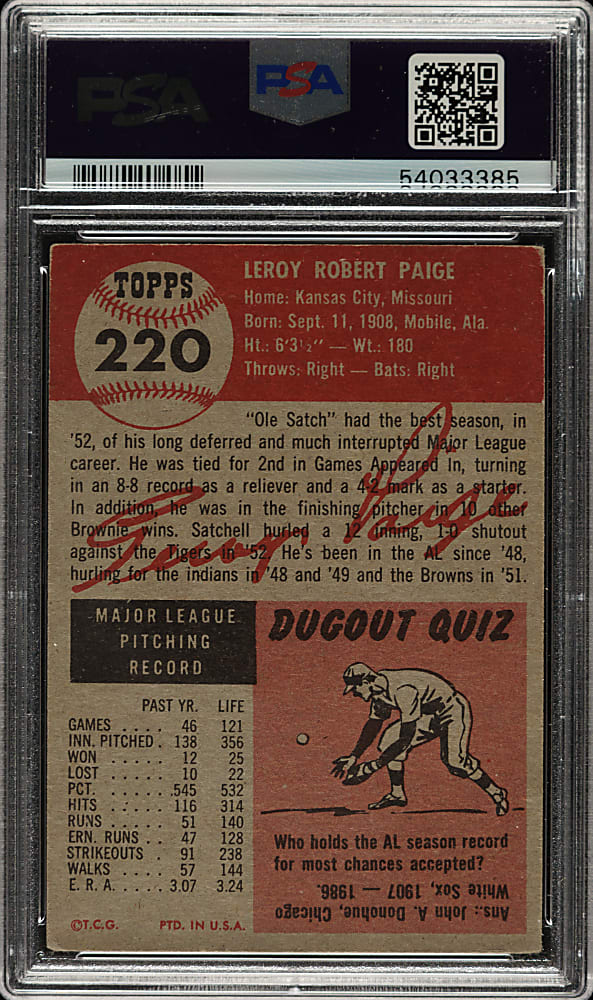 PSA
PSA
54033385
TOPPS
220
LEROY ROBERT PAIGE
Home: Kansas City, Missouri
Born: Sept. 11, 1908, Mobile, Ala.
Ht.: 6'3½" — Wt.: 180
Throws: Right — Bats: Right
"Ole Satch" had the best season, in
'52, of his long deferred and much interrupted Major League
career. He was tied for 2nd in Games Appeared In, turning
in an 8-8 record as a reliever and a 4-2 mark as a starter.
In addition, he was in the finishing pitcher in 10 other
Brownie wins. Satchell hurled a 12 inning, 1-0 shutout
against the Tigers in '52. He's been in the AL since '48,
hurling for the indians in '48 and '49 and the Browns in '51.
MAJOR LEAGUE
PITCHING
RECORD
PAST YR. LIFE
GAMES .... 46 121
INN. PITCHED . 138 356
WON ..... 12 25
LOST ..... 10 22
PCT. ..... .545 532
HITS ..... 116 314
RUNS ..... 51 140
ERN. RUNS .. 47 128
STRIKEOUTS . 91 238
WALKS .... 57 144
E. R. A. .... 3.07 3.24
©T.C.G. PTD. IN U.S.A.
DUGOUT QUIZ
Who holds the AL season record
for most chances accepted?
Ans.: John A. Donohue, Chicago
White Sox, 1907 — 1986.